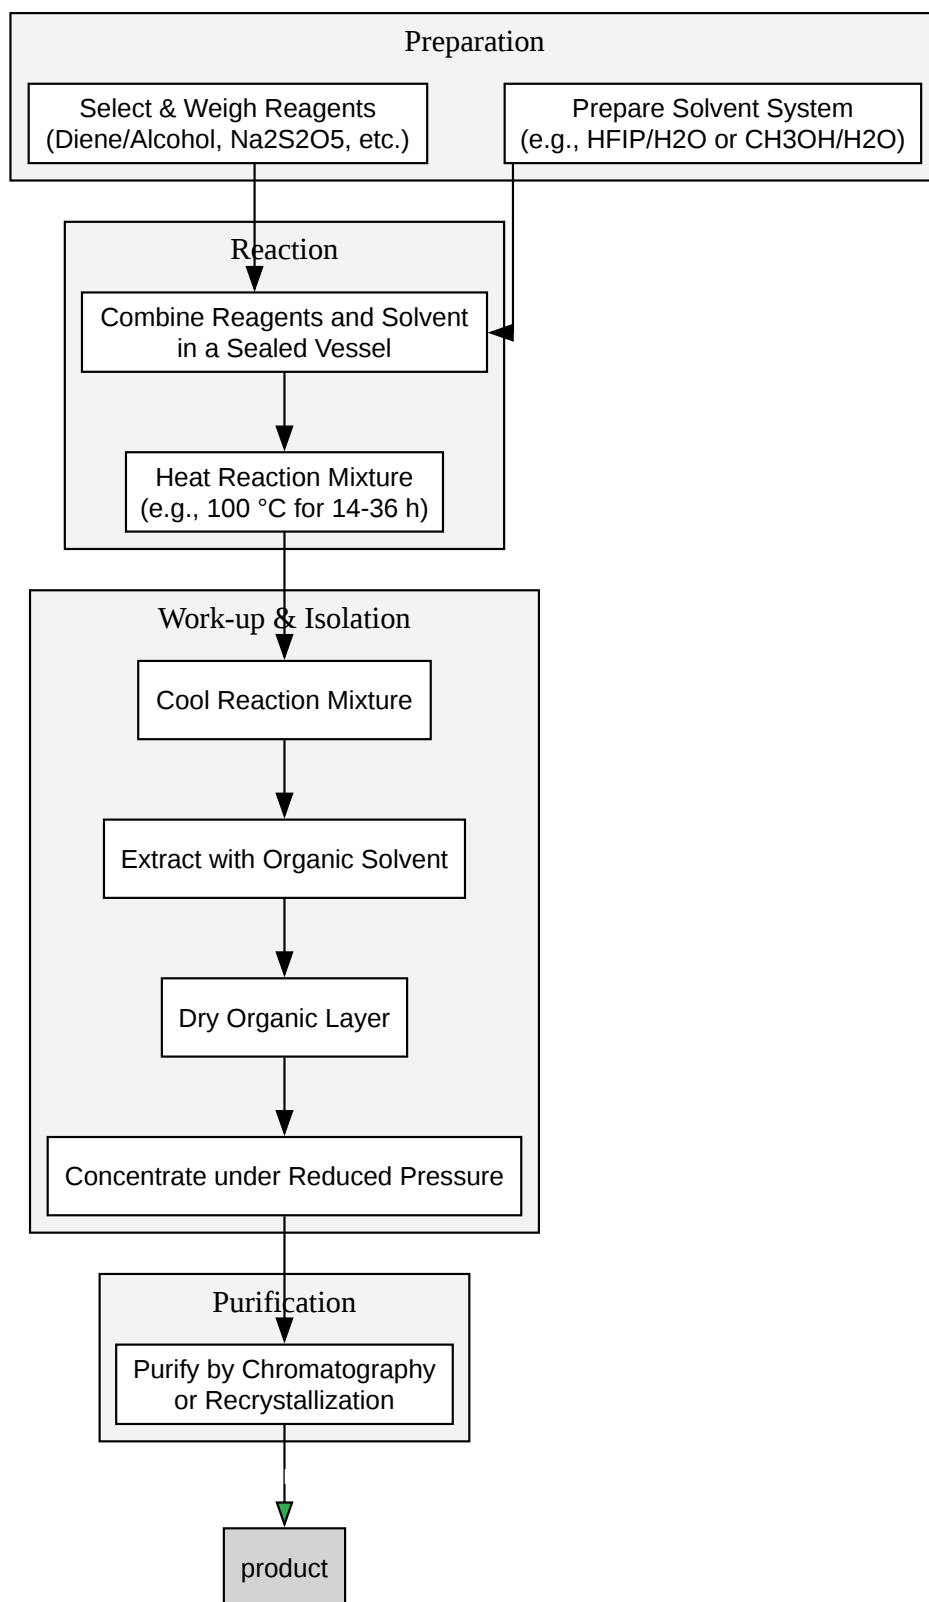 Preparation
Select & Weigh Reagents
(Diene/Alcohol, Na2S2O5, etc.)
Prepare Solvent System
(e.g., HFIP/H2O or CH3OH/H2O)
Reaction
Combine Reagents and Solvent
in a Sealed Vessel
Heat Reaction Mixture
(e.g., 100 °C for 14-36 h)
Work-up & Isolation
Cool Reaction Mixture
Extract with Organic Solvent
Dry Organic Layer
Concentrate under Reduced Pressure
Purification
Purify by Chromatography
or Recrystallization
product